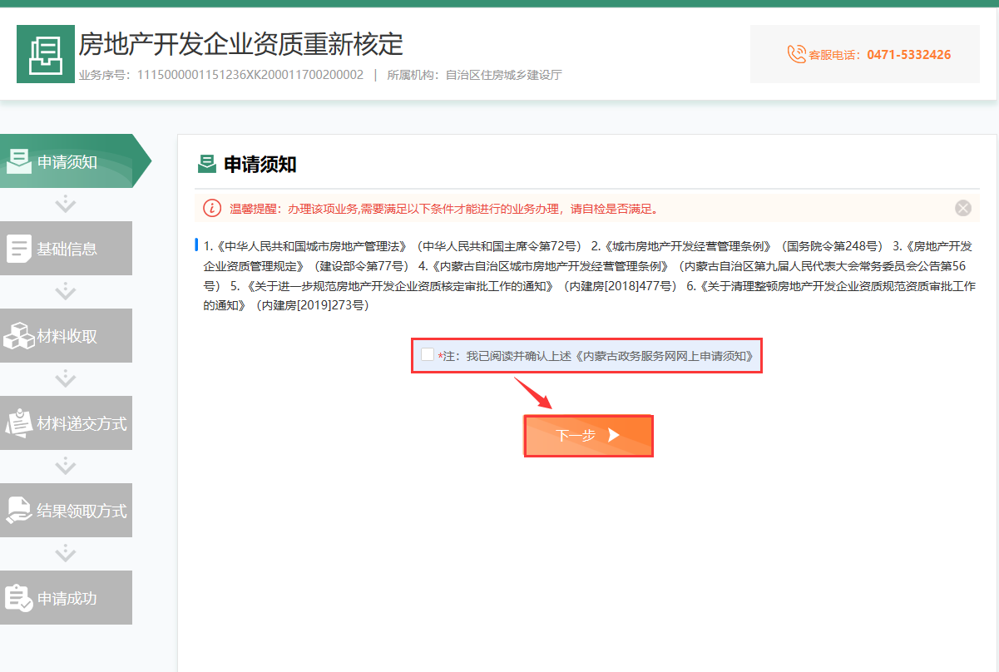 房地产开发企业资质重新核定
业务序号：1115000001151236XK200011700200002 | 所属机构：自治区住房城乡建设厅
客服电话：0471-5332426
申请须知
基础信息
材料收取
材料递交方式
结果领取方式
申请成功
申请须知
温馨提醒：办理该项业务,需要满足以下条件才能进行的业务办理，请自检是否满足。
1.《中华人民共和国城市房地产管理法》（中华人民共和国主席令第72号） 2.《城市房地产开发经营管理条例》（国务院令第248号） 3.《房地产开发
企业资质管理规定》（建设部令第77号） 4.《内蒙古自治区城市房地产开发经营管理条例》（内蒙古自治区第九届人民代表大会常务委员会公告第56
号） 5. 《关于进一步规范房地产开发企业资质核定审批工作的通知》（内建房[2018]477号） 6.《关于清理整顿房地产开发企业资质规范资质审批工作
的通知》（内建房[2019]273号）
*注：我已阅读并确认上述《内蒙古政务服务网网上申请须知》
下一步